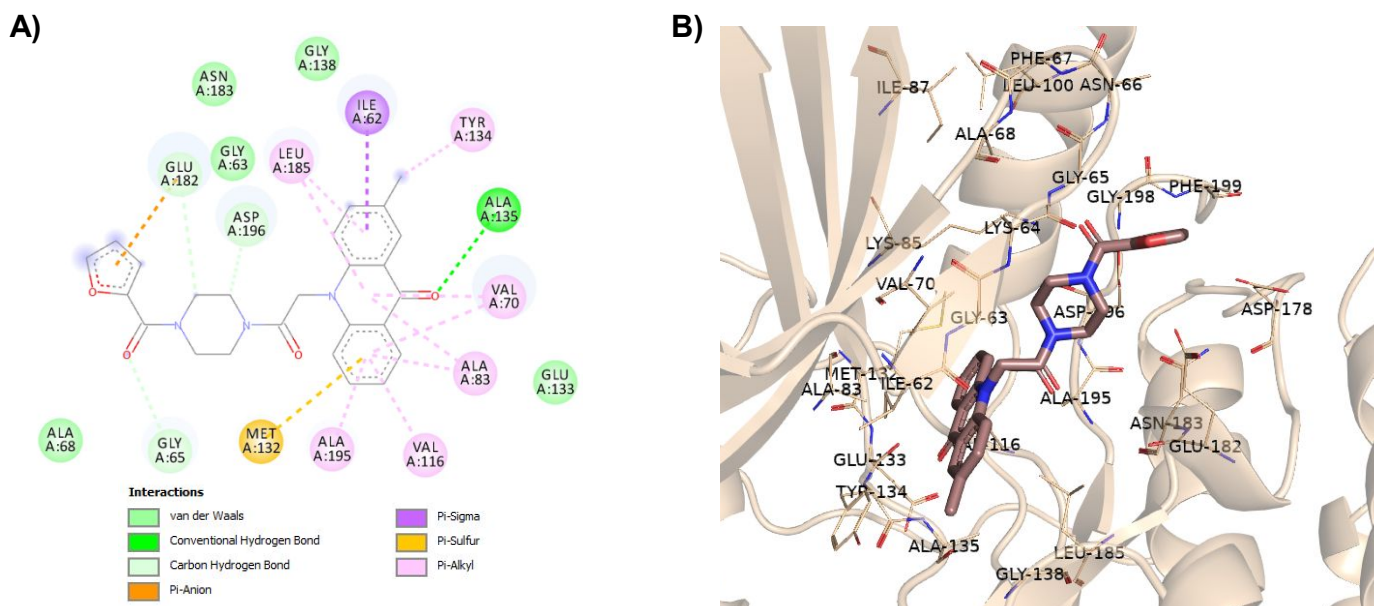 A)
GLY
A:138
ASN
A:183
ILE
A:62
TYR
A:134
LEU
A:185
GLY
A:63
GLU
A:182
ASP
A:196
ALA
A:135
O
N
N
O
N
O
N
O
O
VAL
A:70
ALA
A:83
GLU
A:133
ALA
A:68
GLY
A:65
MET
A:132
ALA
A:195
VAL
A:116
Interactions
van der Waals
Conventional Hydrogen Bond
Carbon Hydrogen Bond
Pi-Anion
Pi-Sigma
Pi-Sulfur
Pi-Alkyl
B)
PHE-67
ILE-87
LEU-100
ASN-66
ALA-68
GLY-65
GLY-198
PHE-199
LYS-64
LYS-85
VAL-70
GLY-63
ASP-178
MET-132
ALA-83
ILE-62
ALA-195
ASN-183
GLU-182
GLU-133
TYR-134
ALA-135
LEU-185
GLY-138